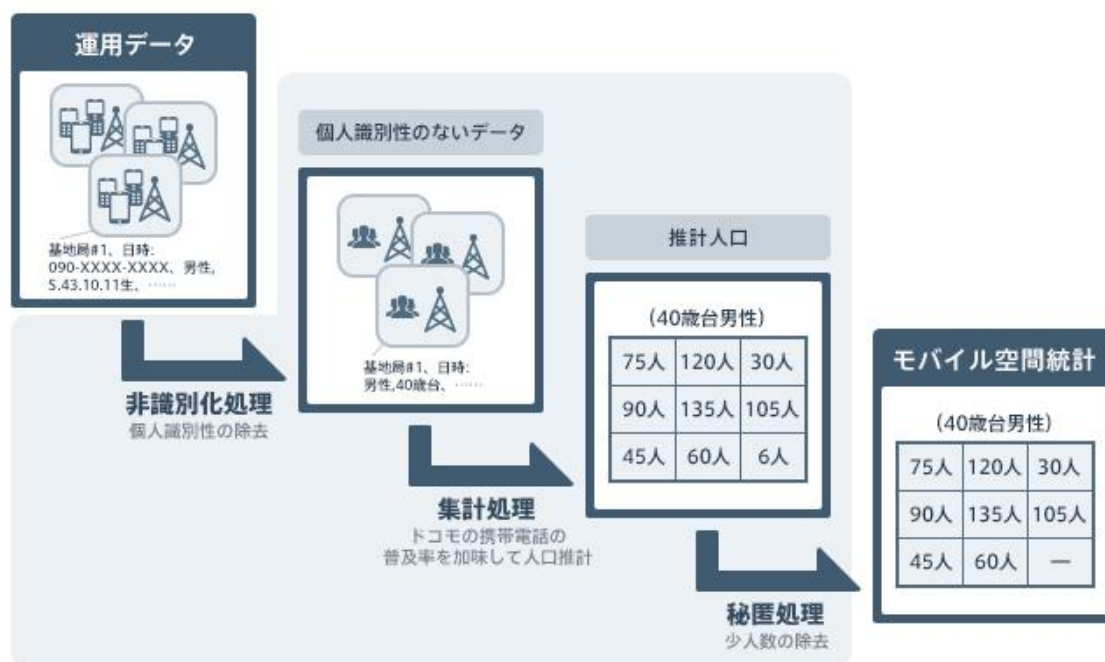 運用データ
基地局#1、日時:
090-XXXX-XXXX、男性,
S.43.10.11生、……
非識別化処理
個人識別性の除去
個人識別性のないデータ
基地局#1、日時:
男性,40歳台、……
集計処理
ドコモの携帯電話の
普及率を加味して人口推計
推計人口
(40歳台男性)
75人 120人 30人
90人 135人 105人
45人 60人 6人
秘匿処理
少人数の除去
モバイル空間統計
(40歳台男性)
75人 120人 30人
90人 135人 105人
45人 60人 ―